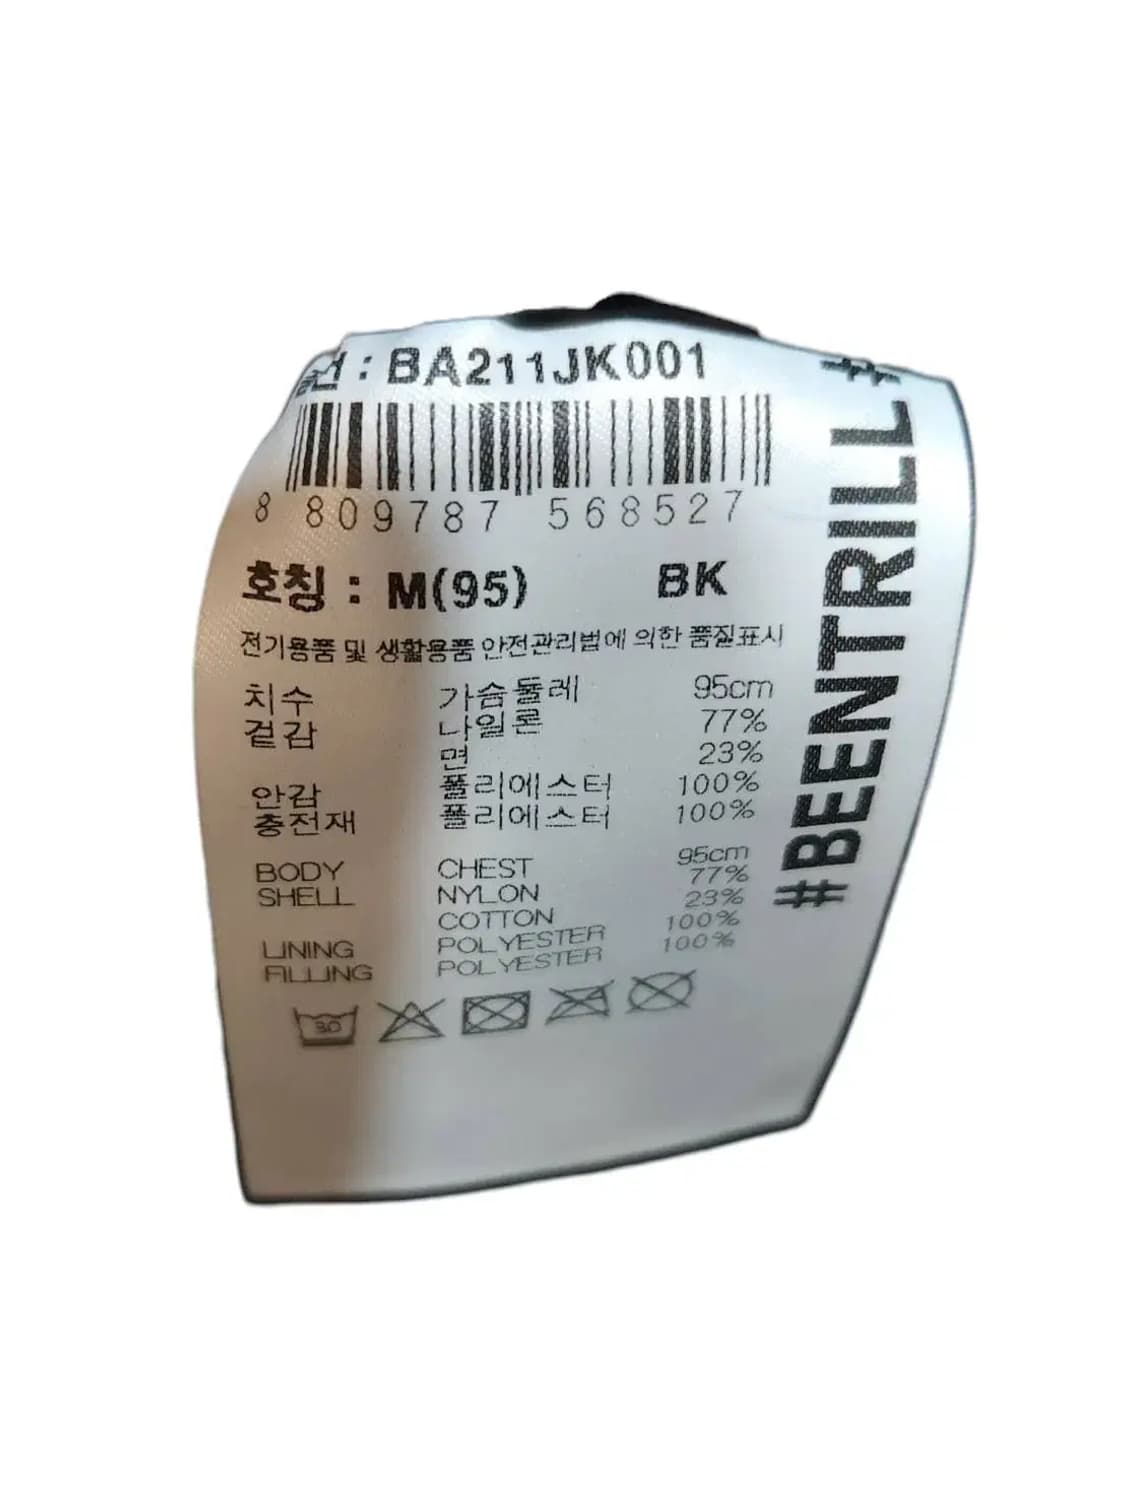 : BA211JK001
8 809787 568527
호칭 : M(95) BK
전기용품 및 생활용품 안전관리법에 의한 품질표시
치수 가슴둘레 95cm
겉감 나일론 77%
면 23%
안감 폴리에스터 100%
충전재 폴리에스터 100%
BODY CHEST 95cm
SHELL NYLON 77%
COTTON 23%
LINING POLYESTER 100%
FILLING POLYESTER 100%
30
#BEENTRILL#